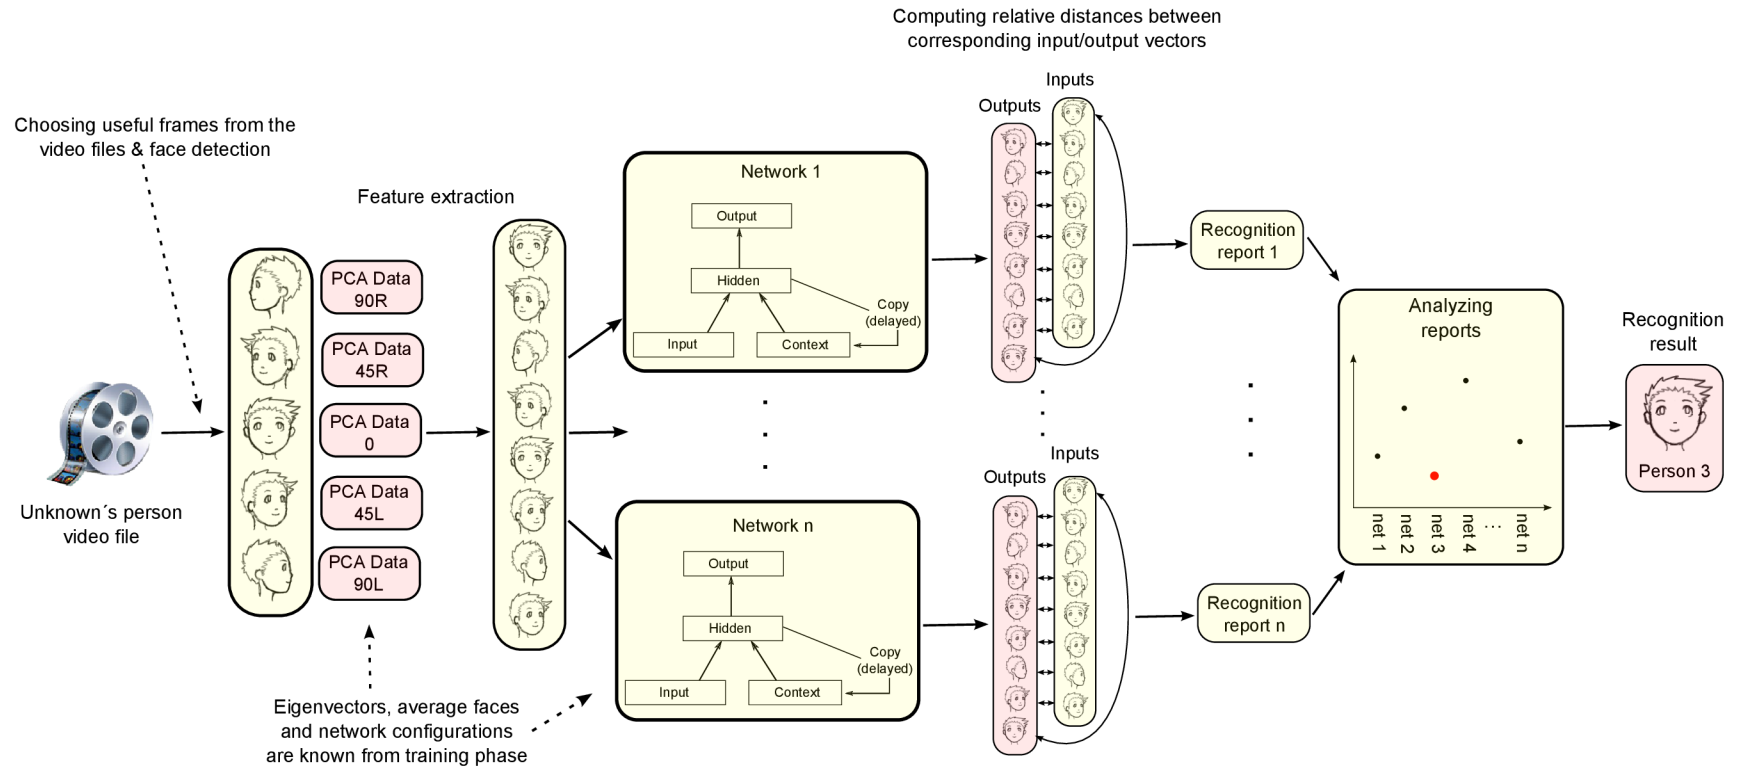 Computing relative distances between
corresponding input/output vectors
Choosing useful frames from the
video files & face detection
Unknown´s person
video file
PCA Data
90R
PCA Data
45R
PCA Data
0
PCA Data
45L
PCA Data
90L
Feature extraction
Eigenvectors, average faces
and network configurations
are known from training phase
Network 1
Output
Hidden
Copy
(delayed)
Input
Context
Network n
Output
Hidden
Copy
(delayed)
Input
Context
Inputs
Outputs
Inputs
Outputs
Recognition
report 1
Recognition
report n
Analyzing
reports
net 1
net 2
net 3
net 4
...
net n
Recognition
result
Person 3